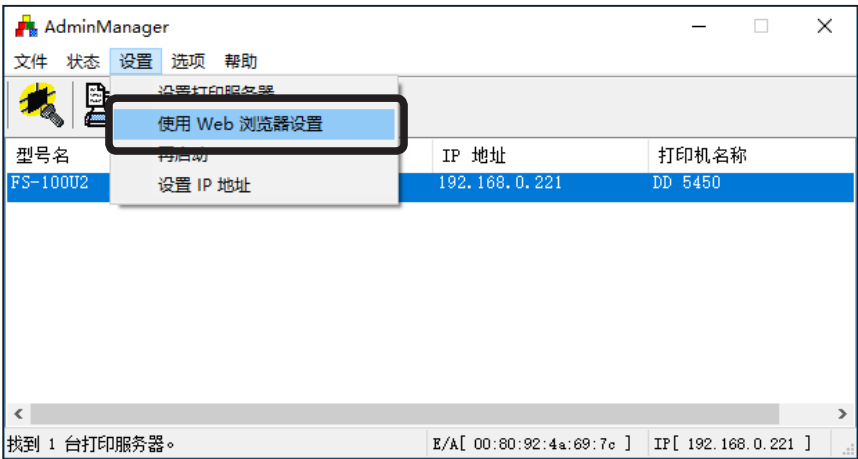 AdminManager
文件 状态 设置 选项 帮助
设置打印服务器
使用 Web 浏览器设置
再启动
设置 IP 地址
型号名 IP 地址 打印机名称
FS-100U2 192.168.0.221 DD 5450
找到 1 台打印服务器。 E/A[ 00:80:92:4a:69:7c ] IP[ 192.168.0.221 ]